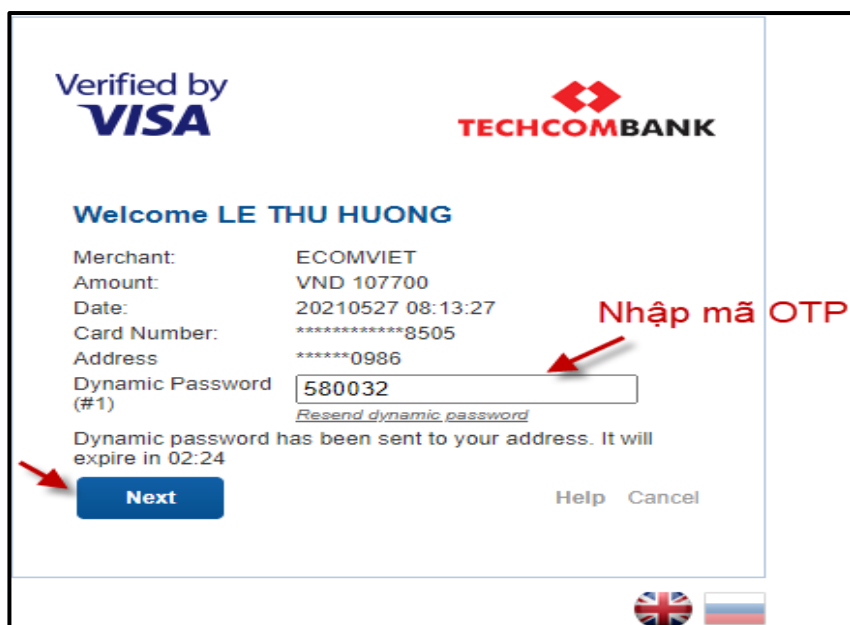 Verified by
VISA
TECHCOMBANK
Welcome LE THU HUONG
Merchant: ECOMVIET
Amount: VND 107700
Date: 20210527 08:13:27
Nhập mã OTP
Card Number: ************8505
Address ******0986
Dynamic Password
(#1)
580032
Resend dynamic password
Dynamic password has been sent to your address. It will
expire in 02:24
Next
Help Cancel